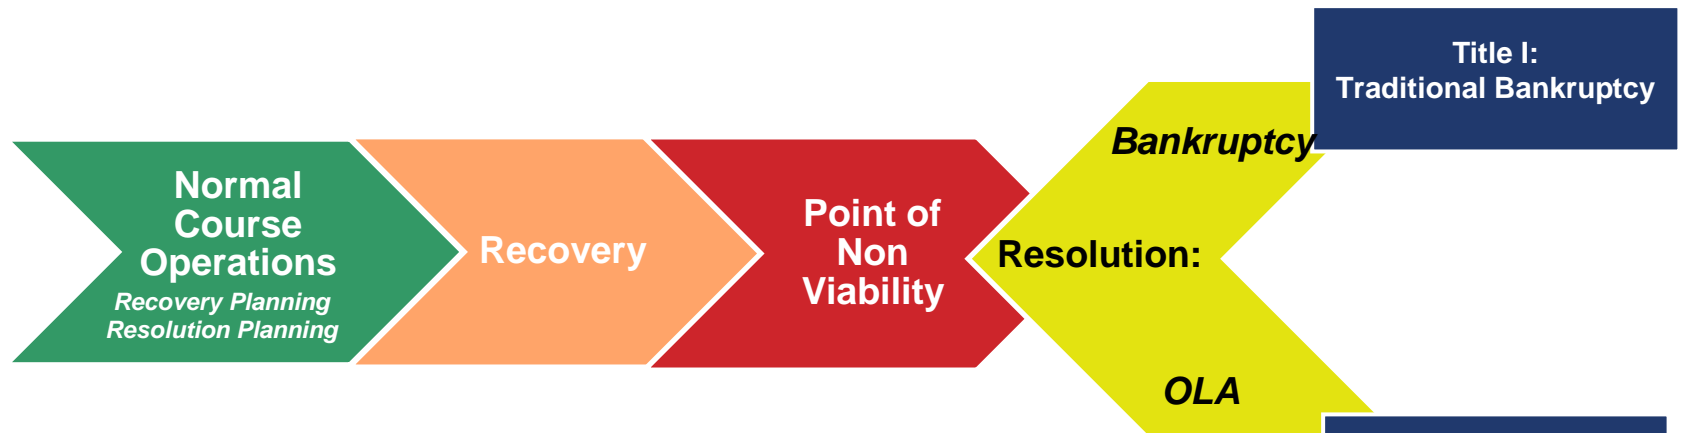 Title I:
Traditional Bankruptcy
Bankruptcy
Normal
Course
Operations
Recovery Planning
Resolution Planning
Recovery
Point of
Non
Viability
Resolution:
OLA